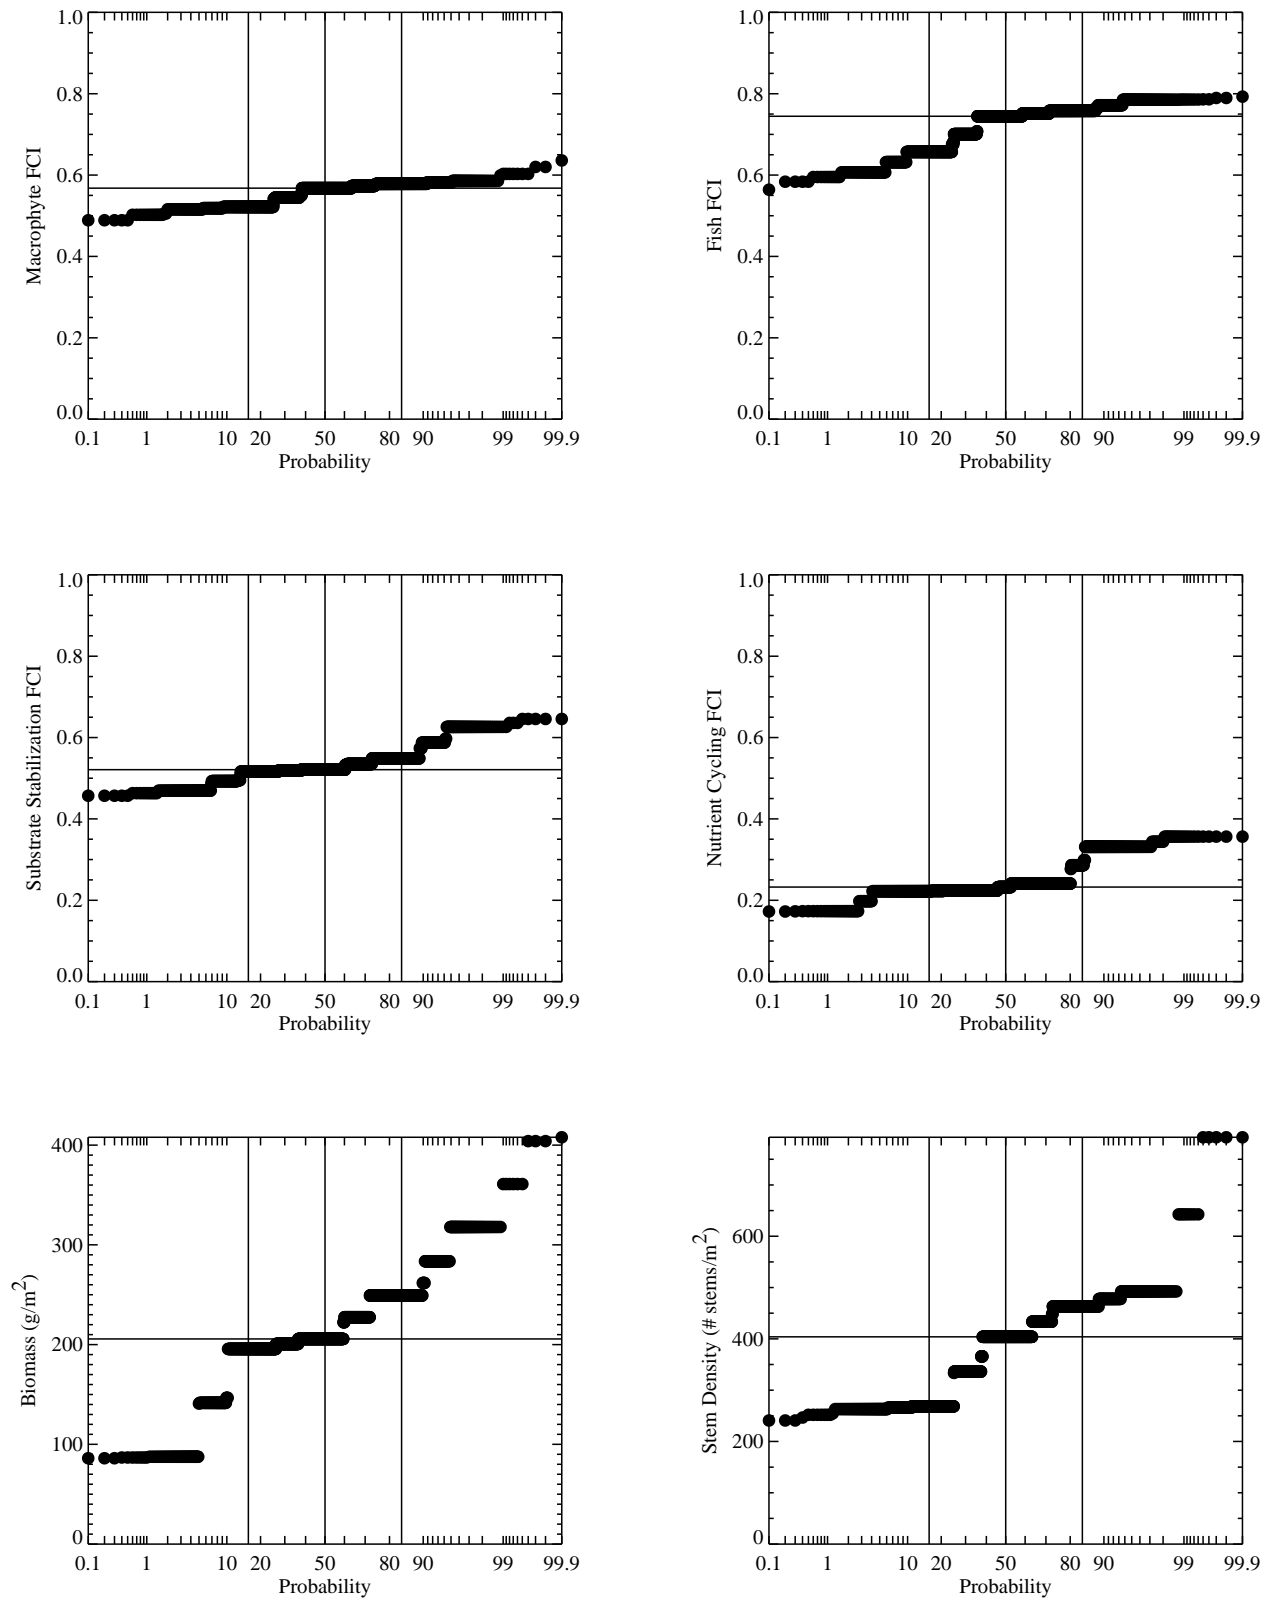 Macrophyte FCI
1.0
0.8
0.6
0.4
0.2
0.0
0.1 1 10 20 50 80 90 99 99.9
Probability
Fish FCI
1.0
0.8
0.6
0.4
0.2
0.0
0.1 1 10 20 50 80 90 99 99.9
Probability
Substrate Stabilization FCI
1.0
0.8
0.6
0.4
0.2
0.0
0.1 1 10 20 50 80 90 99 99.9
Probability
Nutrient Cycling FCI
1.0
0.8
0.6
0.4
0.2
0.0
0.1 1 10 20 50 80 90 99 99.9
Probability
Biomass (g/m²)
400
300
200
100
0
0.1 1 10 20 50 80 90 99 99.9
Probability
Stem Density (# stems/m²)
600
400
200
0
0.1 1 10 20 50 80 90 99 99.9
Probability